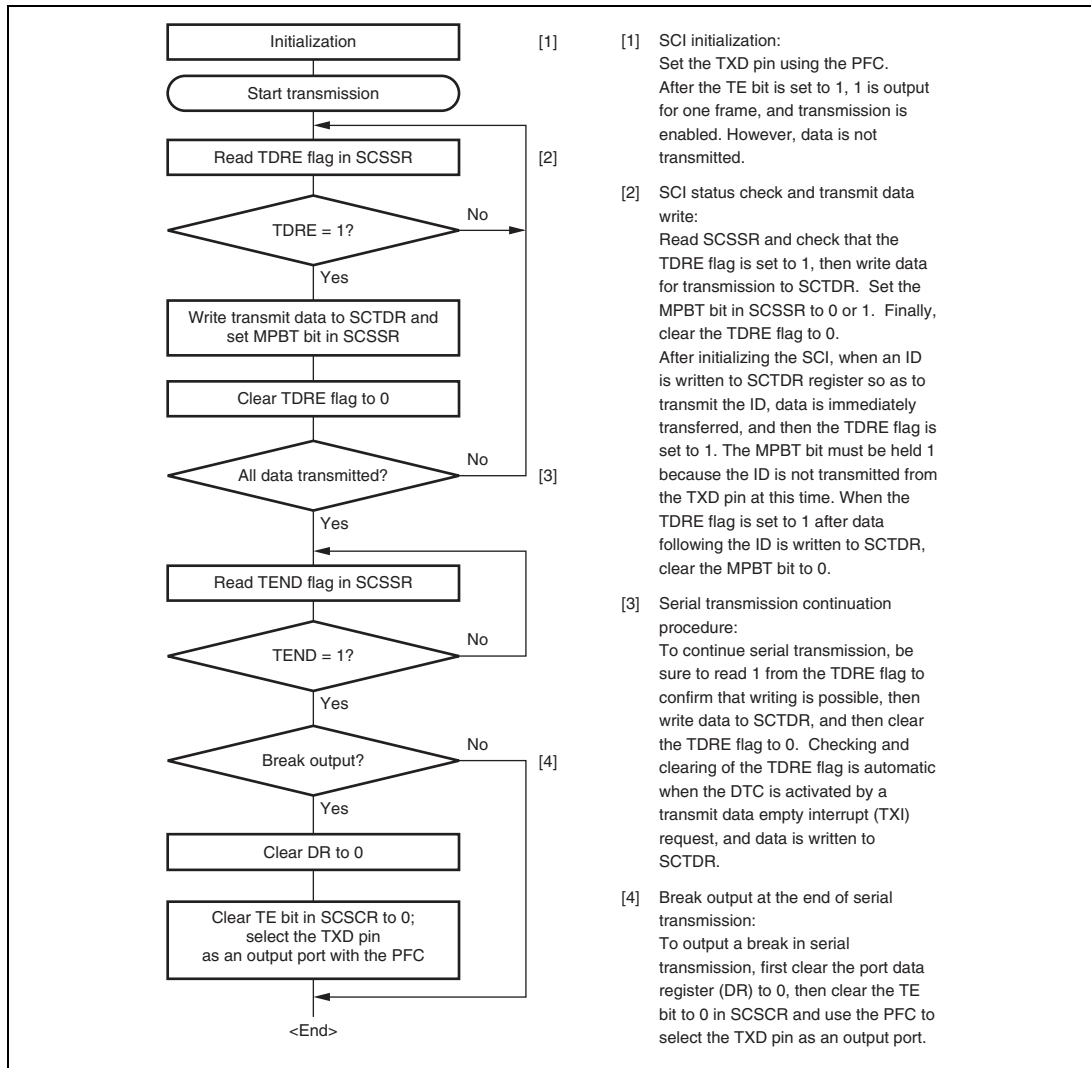 Initialization
[1]
Start transmission
Read TDRE flag in SCSSR
[2]
TDRE = 1?
No
Yes
Write transmit data to SCTDR and
set MPBT bit in SCSSR
Clear TDRE flag to 0
All data transmitted?
No
[3]
Yes
Read TEND flag in SCSSR
TEND = 1?
No
Yes
Break output?
No
[4]
Yes
Clear DR to 0
Clear TE bit in SCSCR to 0;
select the TXD pin
as an output port with the PFC
<End>
[1] SCI initialization:
Set the TXD pin using the PFC.
After the TE bit is set to 1, 1 is output
for one frame, and transmission is
enabled. However, data is not
transmitted.
[2] SCI status check and transmit data
write:
Read SCSSR and check that the
TDRE flag is set to 1, then write data
for transmission to SCTDR. Set the
MPBT bit in SCSSR to 0 or 1. Finally,
clear the TDRE flag to 0.
After initializing the SCI, when an ID
is written to SCTDR register so as to
transmit the ID, data is immediately
transferred, and then the TDRE flag is
set to 1. The MPBT bit must be held 1
because the ID is not transmitted from
the TXD pin at this time. When the
TDRE flag is set to 1 after data
following the ID is written to SCTDR,
clear the MPBT bit to 0.
[3] Serial transmission continuation
procedure:
To continue serial transmission, be
sure to read 1 from the TDRE flag to
confirm that writing is possible, then
write data to SCTDR, and then clear
the TDRE flag to 0. Checking and
clearing of the TDRE flag is automatic
when the DTC is activated by a
transmit data empty interrupt (TXI)
request, and data is written to
SCTDR.
[4] Break output at the end of serial
transmission:
To output a break in serial
transmission, first clear the port data
register (DR) to 0, then clear the TE
bit to 0 in SCSCR and use the PFC to
select the TXD pin as an output port.